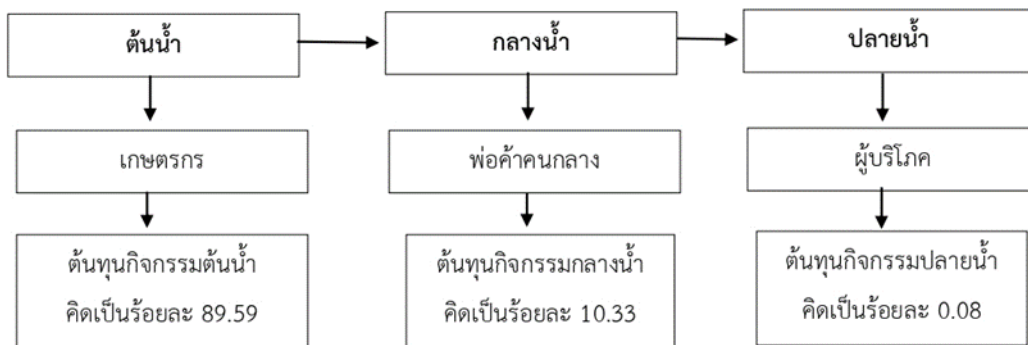 ต้นน้ำ
กลางน้ำ
ปลายน้ำ
เกษตรกร
พ่อค้าคนกลาง
ผู้บริโภค
ต้นทุนกิจกรรมต้นน้ำ
คิดเป็นร้อยละ 89.59
ต้นทุนกิจกรรมกลางน้ำ
คิดเป็นร้อยละ 10.33
ต้นทุนกิจกรรมปลายน้ำ
คิดเป็นร้อยละ 0.08